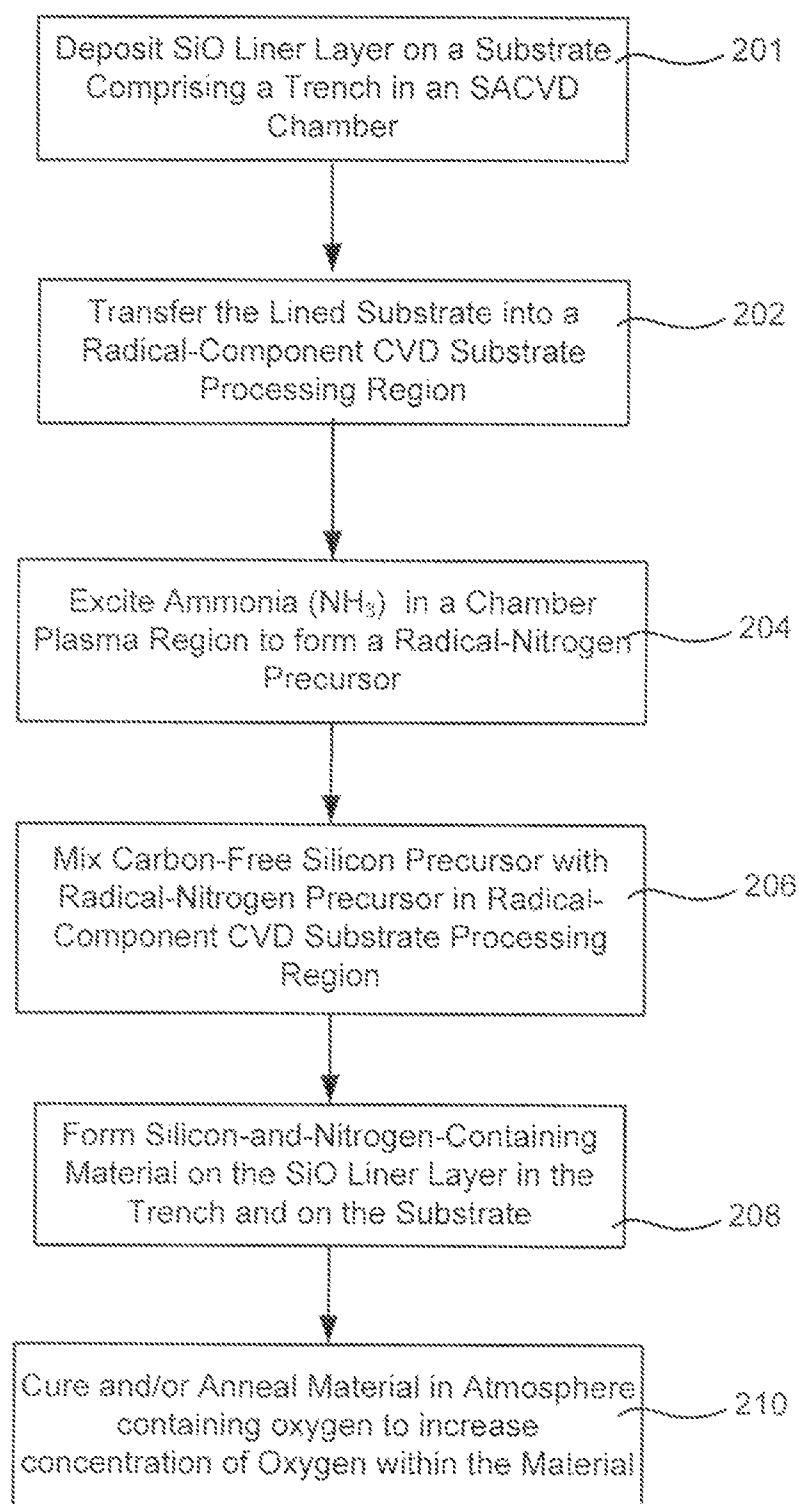 Deposit SiO Liner Layer on a Substrate
Comprising a Trench in an SACVD
Chamber
201
Transfer the Lined Substrate into a
Radical-Component CVD Substrate
Processing Region
202
Excite Ammonia (NH₃) in a Chamber
Plasma Region to form a Radical-Nitrogen
Precursor
204
Mix Carbon-Free Silicon Precursor with
Radical-Nitrogen Precursor in Radical-
Component CVD Substrate Processing
Region
206
Form Silicon-and-Nitrogen-Containing
Material on the SiO Liner Layer in the
Trench and on the Substrate
208
Cure and/or Anneal Material in Atmosphere
containing oxygen to increase
concentration of Oxygen within the Material
210